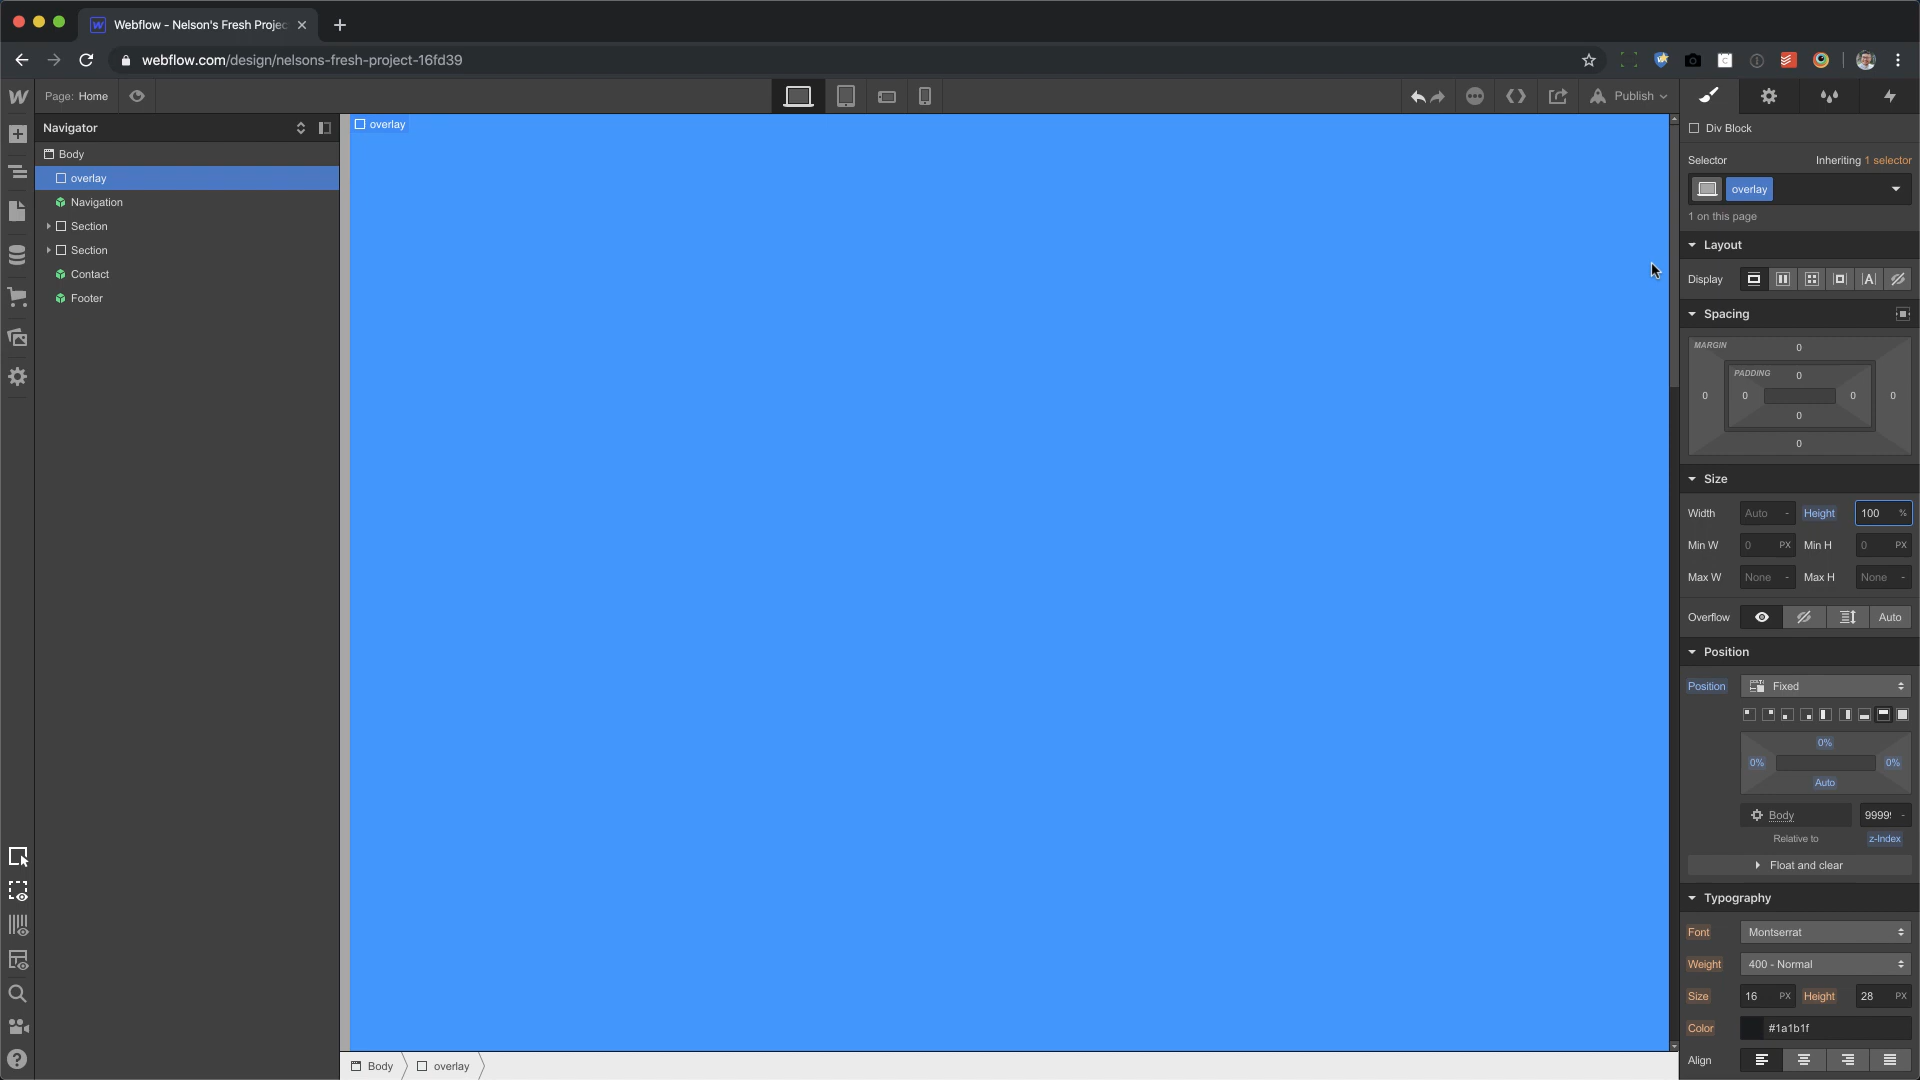 Webflow - Nelson's Fresh Projec
webflow.com/design/nelsons-fresh-project-16fd39
Page: Home
Publish
Navigator
Body
overlay
Navigation
Section
Section
Contact
Footer
overlay
Body
overlay
Div Block
Selector
Inheriting 1 selector
overlay
1 on this page
Layout
Display
Spacing
MARGIN
0
PADDING
0
0
0
0
0
0
0
Size
Width Auto - Height 100 %
Min W 0 PX Min H 0 PX
Max W None - Max H None -
Overflow Auto
Position
Position Fixed
0%
0%
0%
Auto
Body
9999
-
Relative to
z-Index
Float and clear
Typography
Font Montserrat
Weight 400 - Normal
Size 16 PX Height 28 PX
Color #1a1b1f
Align